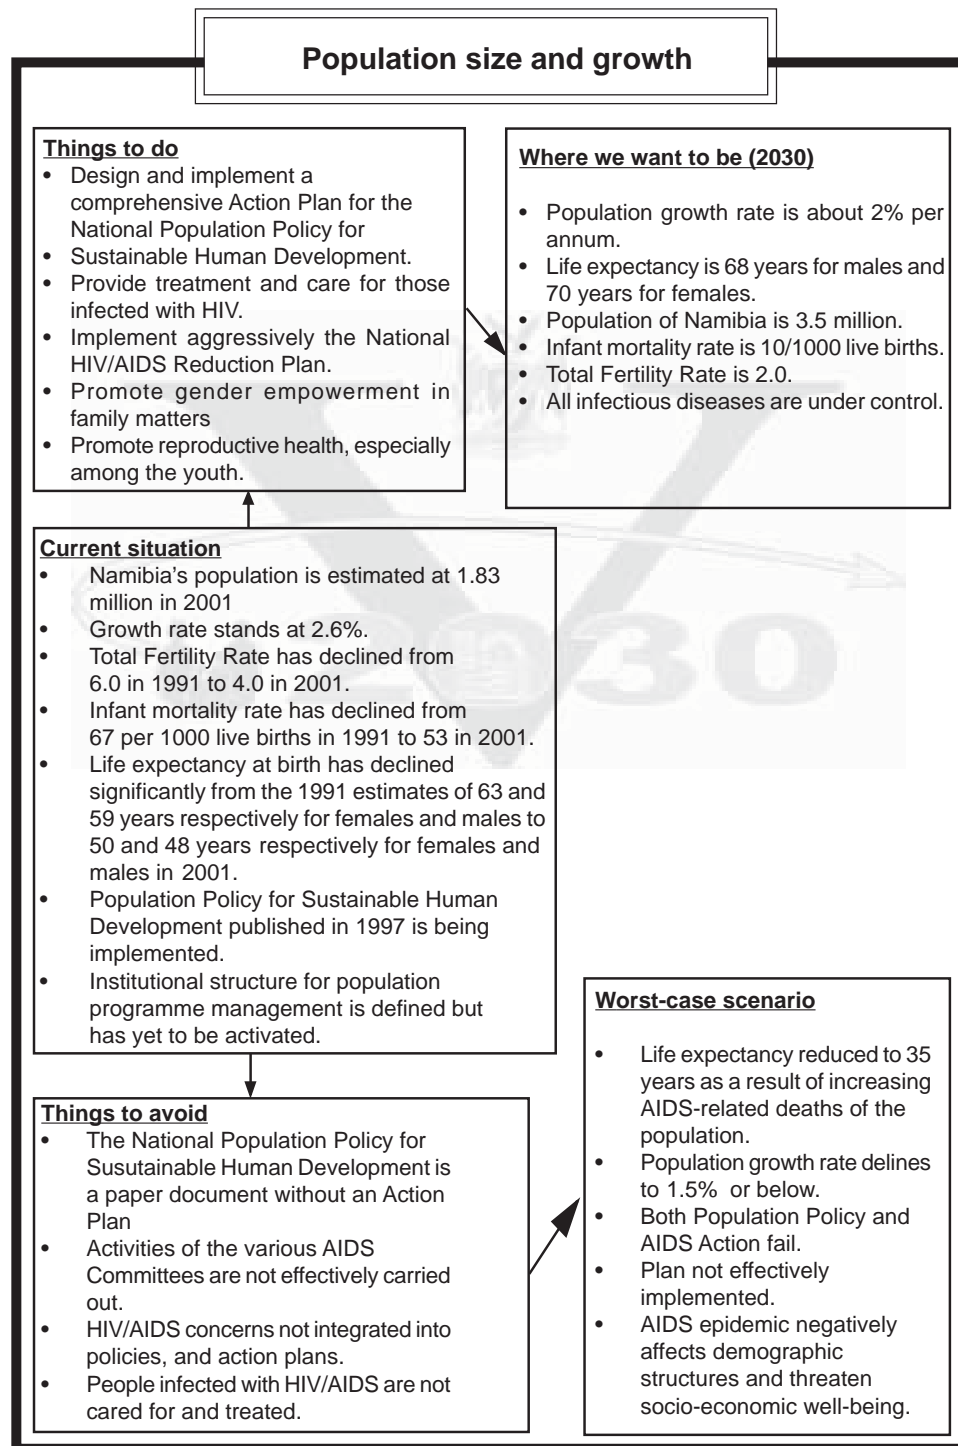 Population size and growth
Things to do
• Design and implement a
comprehensive Action Plan for the
National Population Policy for
• Sustainable Human Development.
• Provide treatment and care for those
infected with HIV.
• Implement aggressively the National
HIV/AIDS Reduction Plan.
• Promote gender empowerment in
family matters
• Promote reproductive health, especially
among the youth.
Where we want to be (2030)
• Population growth rate is about 2% per
annum.
• Life expectancy is 68 years for males and
70 years for females.
• Population of Namibia is 3.5 million.
• Infant mortality rate is 10/1000 live births.
• Total Fertility Rate is 2.0.
• All infectious diseases are under control.
Current situation
• Namibia's population is estimated at 1.83
million in 2001
• Growth rate stands at 2.6%.
• Total Fertility Rate has declined from
6.0 in 1991 to 4.0 in 2001.
• Infant mortality rate has declined from
67 per 1000 live births in 1991 to 53 in 2001.
• Life expectancy at birth has declined
significantly from the 1991 estimates of 63 and
59 years respectively for females and males to
50 and 48 years respectively for females and
males in 2001.
• Population Policy for Sustainable Human
Development published in 1997 is being
implemented.
• Institutional structure for population
programme management is defined but
has yet to be activated.
Things to avoid
• The National Population Policy for
Susutainable Human Development is
a paper document without an Action
Plan
• Activities of the various AIDS
Committees are not effectively carried
out.
• HIV/AIDS concerns not integrated into
policies, and action plans.
• People infected with HIV/AIDS are not
cared for and treated.
Worst-case scenario
• Life expectancy reduced to 35
years as a result of increasing
AIDS-related deaths of the
population.
• Population growth rate delines
to 1.5% or below.
• Both Population Policy and
AIDS Action fail.
• Plan not effectively
implemented.
• AIDS epidemic negatively
affects demographic
structures and threaten
socio-economic well-being.
V
2030